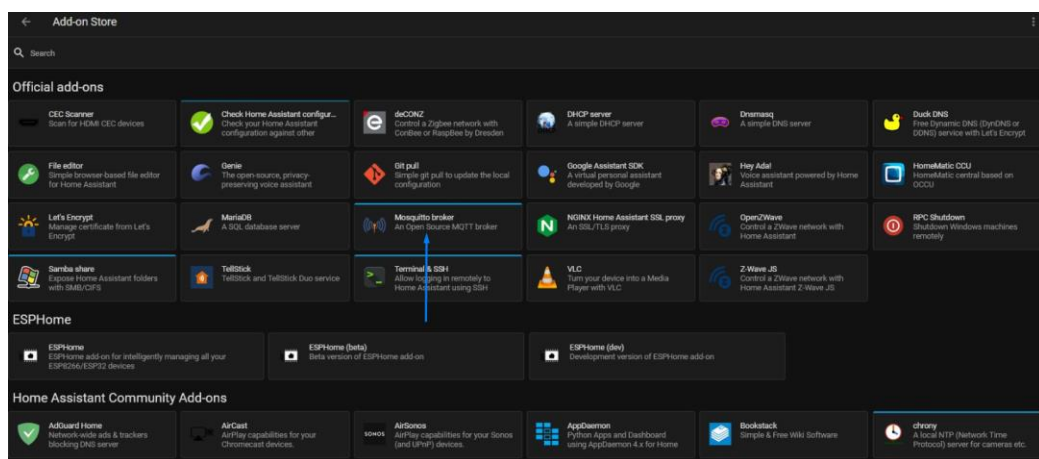 Add-on Store
Search
Official add-ons
CEC Scanner
Scan for HDMI CEC devices
Check Home Assistant configur...
Check your Home Assistant
configuration against other
deCONZ
Control a Zigbee network with
ConBee or RaspBee by Dresden
DHCP server
A simple DHCP server
Dnsmasq
A simple DNS server
Duck DNS
Free Dynamic DNS (DynDNS or
DDNS) service with Let's Encrypt
File editor
Simple browser-based file editor
for Home Assistant
Genie
The open-source, privacy-
preserving voice assistant
Git pull
Simple git pull to update the local
configuration
Google Assistant SDK
A virtual personal assistant
developed by Google
Hey Ada!
Voice assistant powered by Home
Assistant
HomeMatic CCU
HomeMatic central based on
OCCU
Let's Encrypt
Manage certificate from Let's
Encrypt
MariaDB
A SQL database server
Mosquitto broker
An Open Source MQTT broker
NGINX Home Assistant SSL proxy
An SSL/TLS proxy
OpenZWave
Control a ZWave network with
Home Assistant
RPC Shutdown
Shutdown Windows machines
remotely
Samba share
Expose Home Assistant folders
with SMB/CIFS
TellStick
TellStick and TellStick Duo service
Terminal & SSH
Allow logging in remotely to
Home Assistant using SSH
VLC
Turn your device into a Media
Player with VLC
Z-Wave JS
Control a ZWave network with
Home Assistant Z-Wave JS
ESPHome
ESPHome
ESPHome add-on for intelligently managing all your
ESP8266/ESP32 devices
ESPHome (beta)
Beta version of ESPHome add-on
ESPHome (dev)
Development version of ESPHome add-on
Home Assistant Community Add-ons
AdGuard Home
Network-wide ads & trackers
blocking DNS server
AirCast
AirPlay capabilities for your
Chromecast devices.
SONOS
AirSonos
AirPlay capabilities for your Sonos
(and UPnP) devices.
AppDaemon
Python Apps and Dashboard
using AppDaemon 4.x for Home
Bookstack
Simple & Free Wiki Software
chrony
A local NTP (Network Time
Protocol) server for cameras etc.